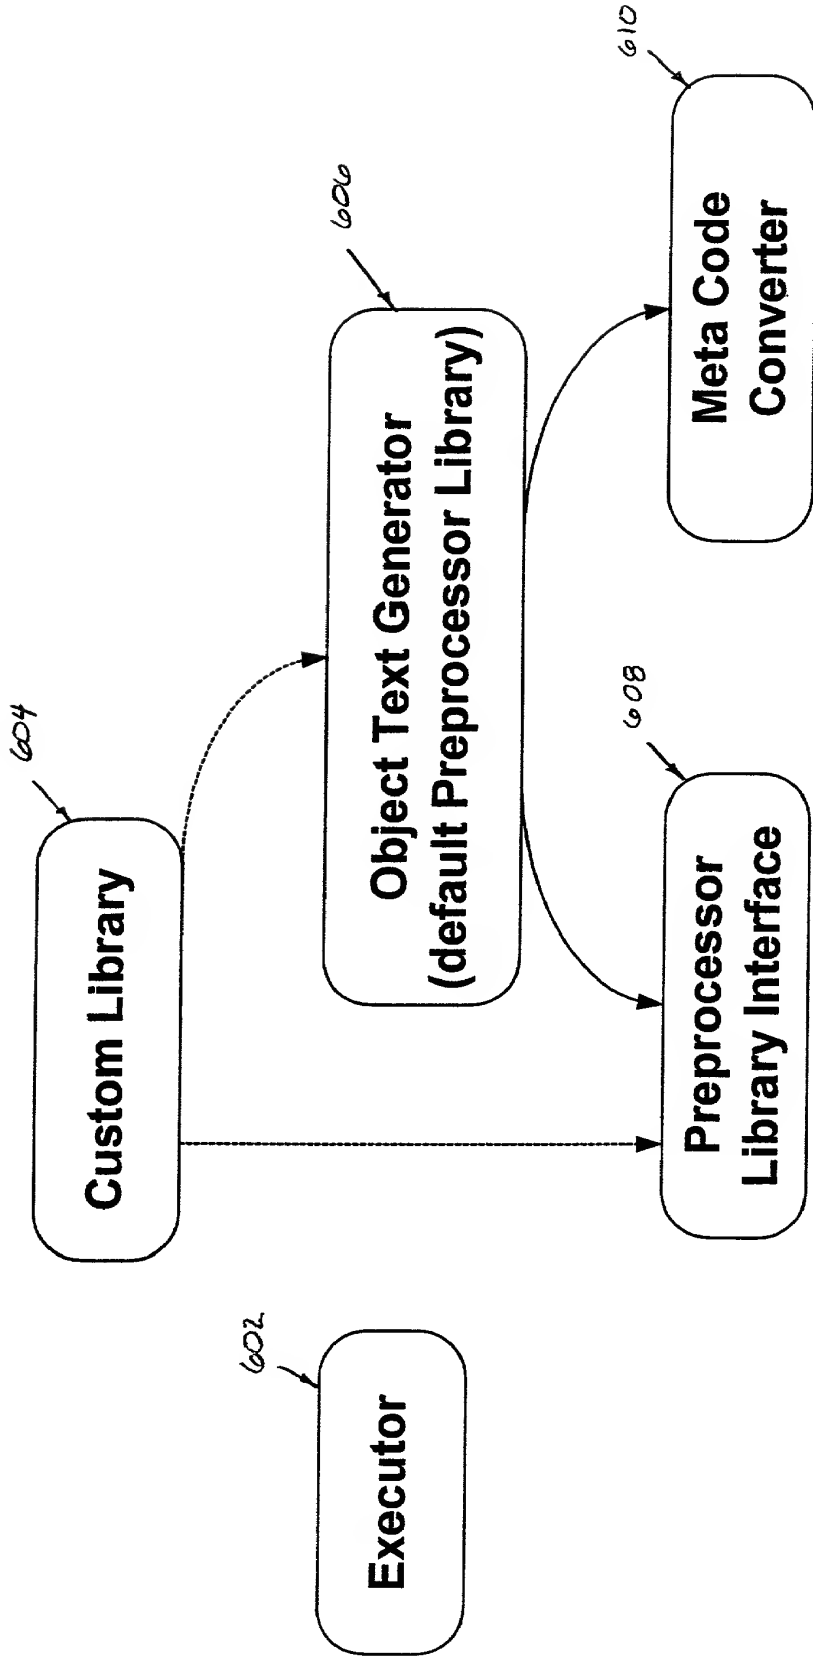 604
Custom Library
606
Object Text Generator
(default Preprocessor Library)
602
Executor
608
Preprocessor
Library Interface
610
Meta Code
Converter